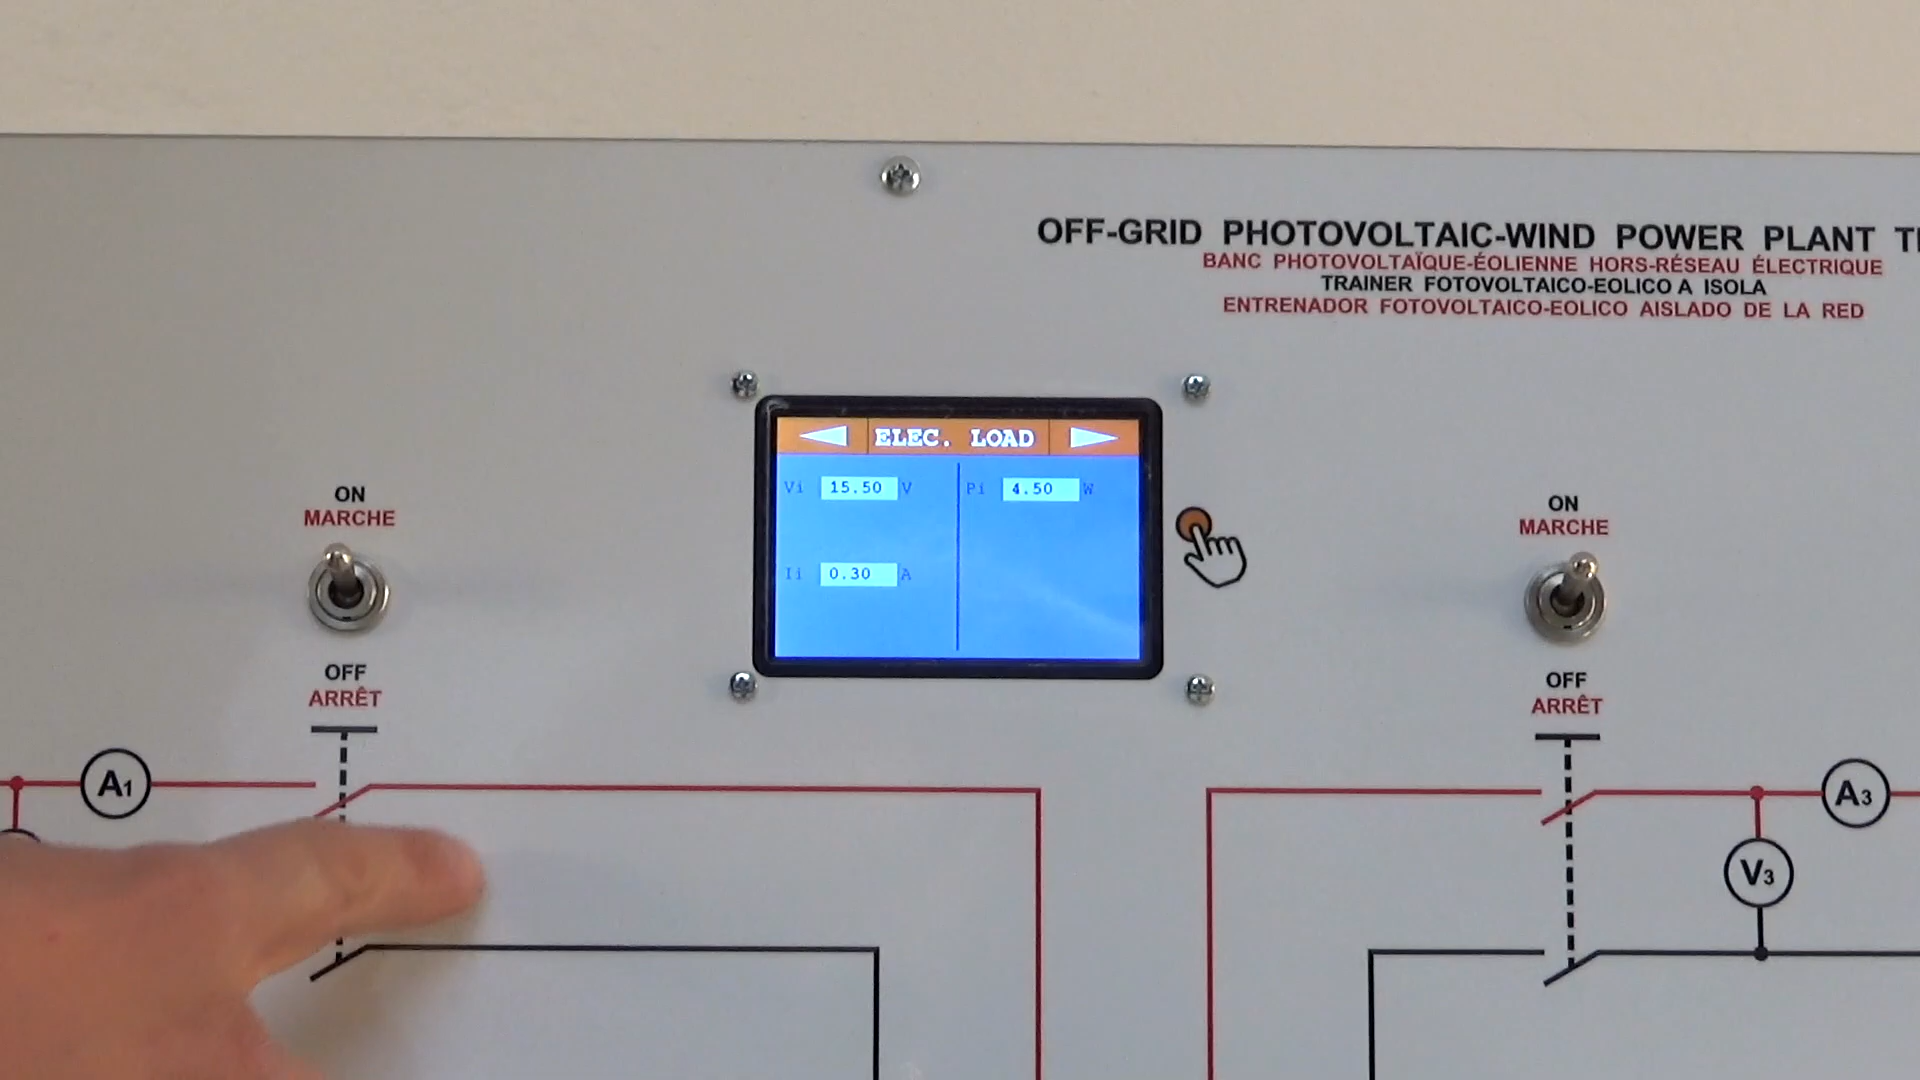 OFF-GRID PHOTOVOLTAIC-WIND POWER PLANT
BANC PHOTOVOLTAÏQUE-ÉOLIENNE HORS-RÉSEAU ÉLECTRIQUE
TRAINER FOTOVOLTAICO-EOLICO A ISOLA
ENTRENADOR FOTOVOLTAICO-EOLICO AISLADO DE LA RED
ELEC. LOAD
Vi 15.50 V
Pi 4.50 W
Ii 0.30 A
ON
MARCHE
OFF
ARRÊT
ON
MARCHE
OFF
ARRÊT
A1
A3
V3